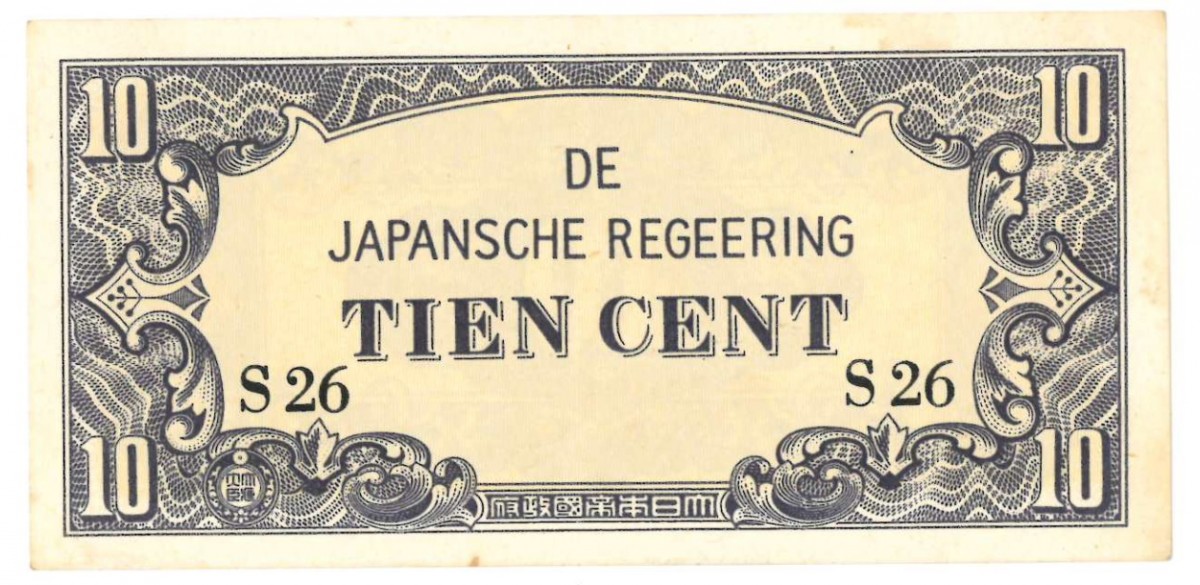 10 10
DE
JAPANSCHE REGEERING
TIEN CENT
S 26 S 26
10 10
大日本帝國政府